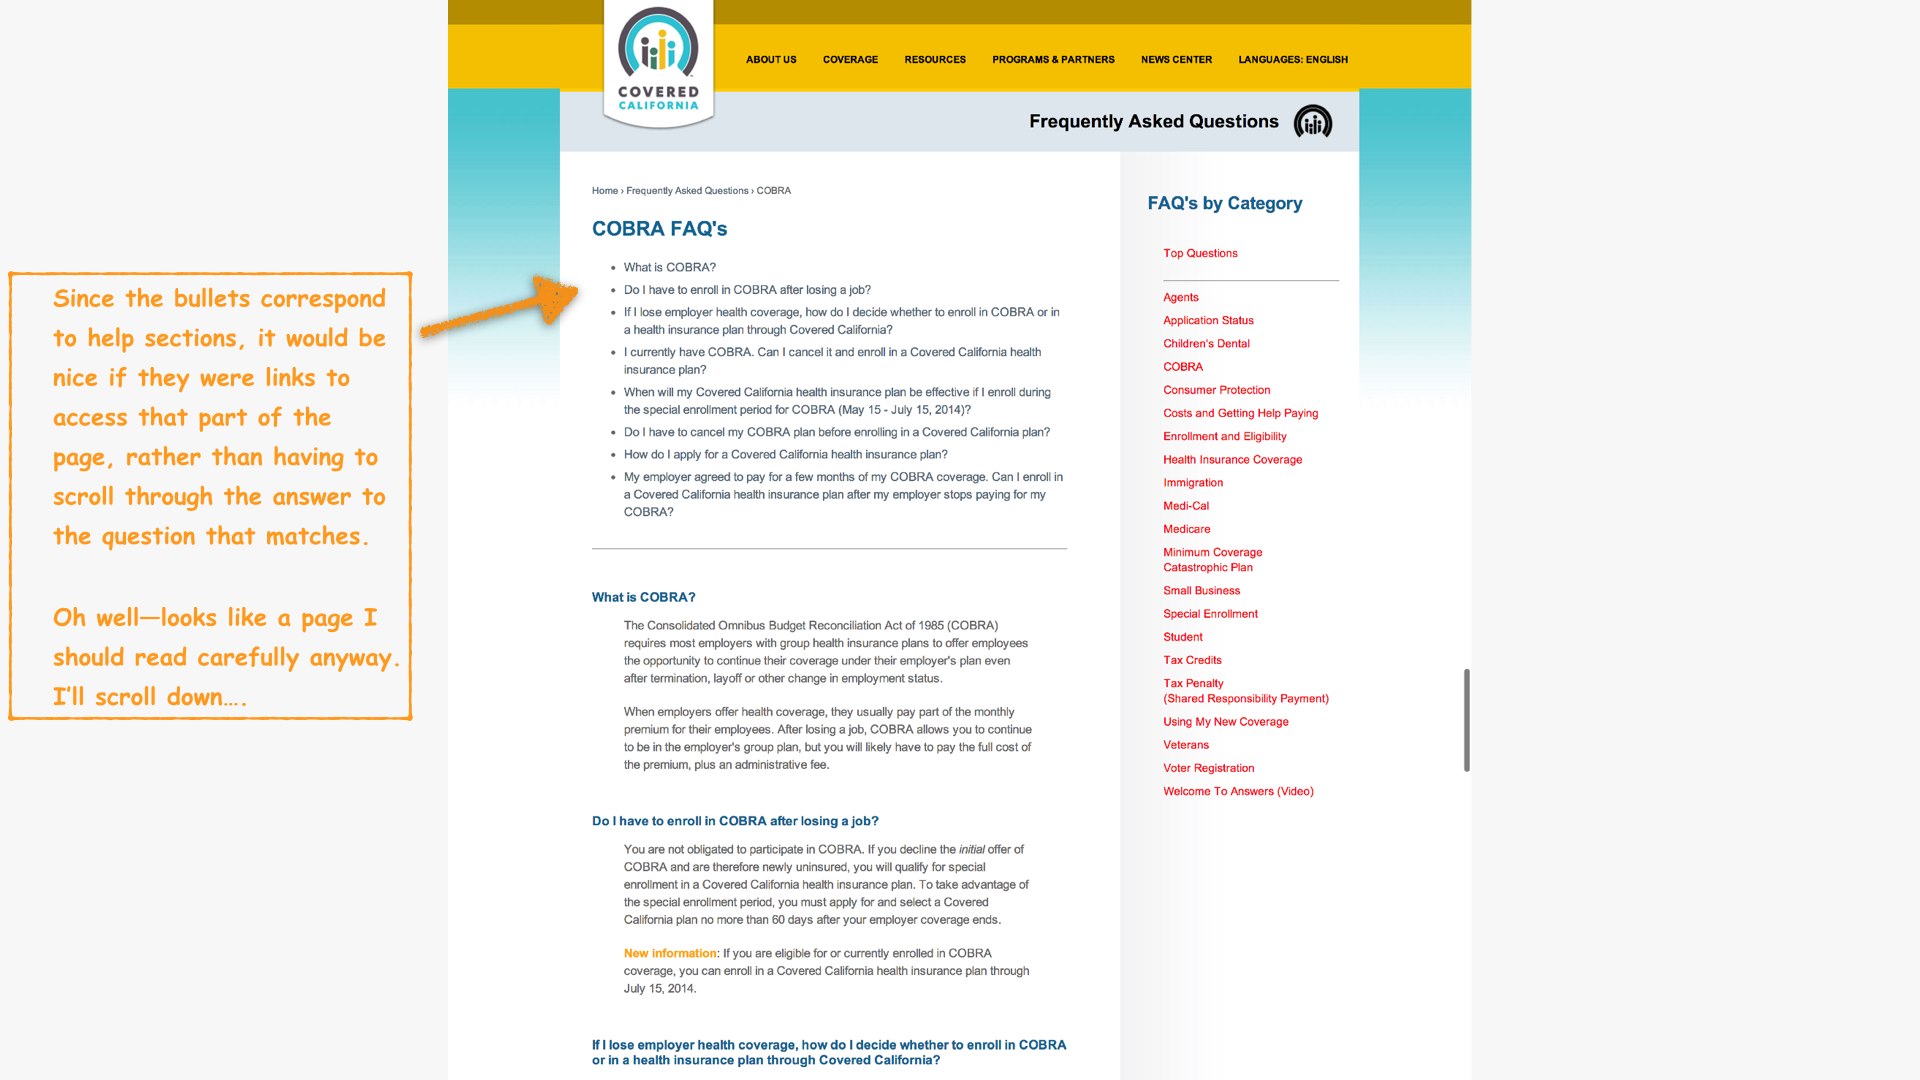 COVERED
CALIFORNIA
ABOUT US COVERAGE RESOURCES PROGRAMS & PARTNERS NEWS CENTER LANGUAGES: ENGLISH
Frequently Asked Questions
Since the bullets correspond
to help sections, it would be
nice if they were links to
access that part of the
page, rather than having to
scroll through the answer to
the question that matches.
Oh well—looks like a page I
should read carefully anyway.
I'll scroll down....
Home › Frequently Asked Questions › COBRA
COBRA FAQ's
• What is COBRA?
• Do I have to enroll in COBRA after losing a job?
• If I lose employer health coverage, how do I decide whether to enroll in COBRA or in
a health insurance plan through Covered California?
• I currently have COBRA. Can I cancel it and enroll in a Covered California health
insurance plan?
• When will my Covered California health insurance plan be effective if I enroll during
the special enrollment period for COBRA (May 15 - July 15, 2014)?
• Do I have to cancel my COBRA plan before enrolling in a Covered California plan?
• How do I apply for a Covered California health insurance plan?
• My employer agreed to pay for a few months of my COBRA coverage. Can I enroll in
a Covered California health insurance plan after my employer stops paying for my
COBRA?
What is COBRA?
The Consolidated Omnibus Budget Reconciliation Act of 1985 (COBRA)
requires most employers with group health insurance plans to offer employees
the opportunity to continue their coverage under their employer's plan even
after termination, layoff or other change in employment status.
When employers offer health coverage, they usually pay part of the monthly
premium for their employees. After losing a job, COBRA allows you to continue
to be in the employer's group plan, but you will likely have to pay the full cost of
the premium, plus an administrative fee.
Do I have to enroll in COBRA after losing a job?
You are not obligated to participate in COBRA. If you decline the initial offer of
COBRA and are therefore newly uninsured, you will qualify for special
enrollment in a Covered California health insurance plan. To take advantage of
the special enrollment period, you must apply for and select a Covered
California plan no more than 60 days after your employer coverage ends.
New information: If you are eligible for or currently enrolled in COBRA
coverage, you can enroll in a Covered California health insurance plan through
July 15, 2014.
If I lose employer health coverage, how do I decide whether to enroll in COBRA
or in a health insurance plan through Covered California?
FAQ's by Category
Top Questions
Agents
Application Status
Children's Dental
COBRA
Consumer Protection
Costs and Getting Help Paying
Enrollment and Eligibility
Health Insurance Coverage
Immigration
Medi-Cal
Medicare
Minimum Coverage
Catastrophic Plan
Small Business
Special Enrollment
Student
Tax Credits
Tax Penalty
(Shared Responsibility Payment)
Using My New Coverage
Veterans
Voter Registration
Welcome To Answers (Video)